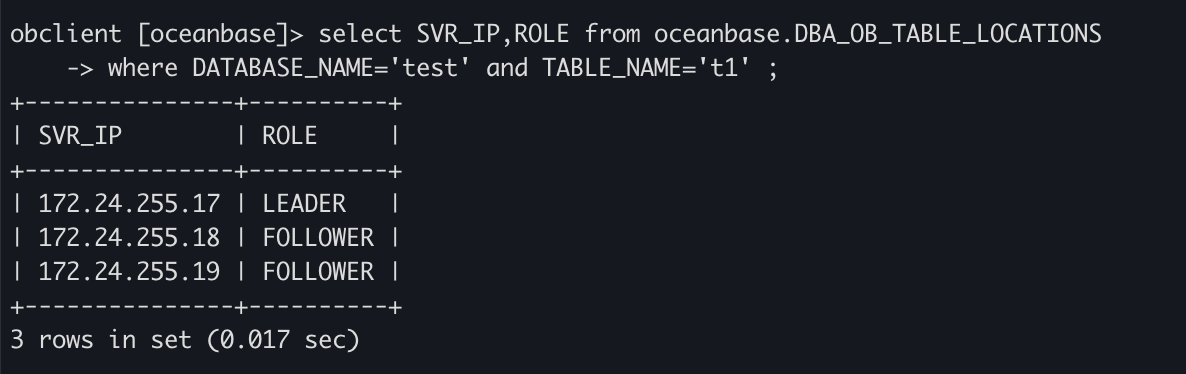 obclient [oceanbase]> select SVR_IP,ROLE from oceanbase.DBA_OB_TABLE_LOCATIONS
    -> where DATABASE_NAME='test' and TABLE_NAME='t1' ;
+---------------+----------+
| SVR_IP        | ROLE     |
+---------------+----------+
| 172.24.255.17 | LEADER   |
| 172.24.255.18 | FOLLOWER |
| 172.24.255.19 | FOLLOWER |
+---------------+----------+
3 rows in set (0.017 sec)